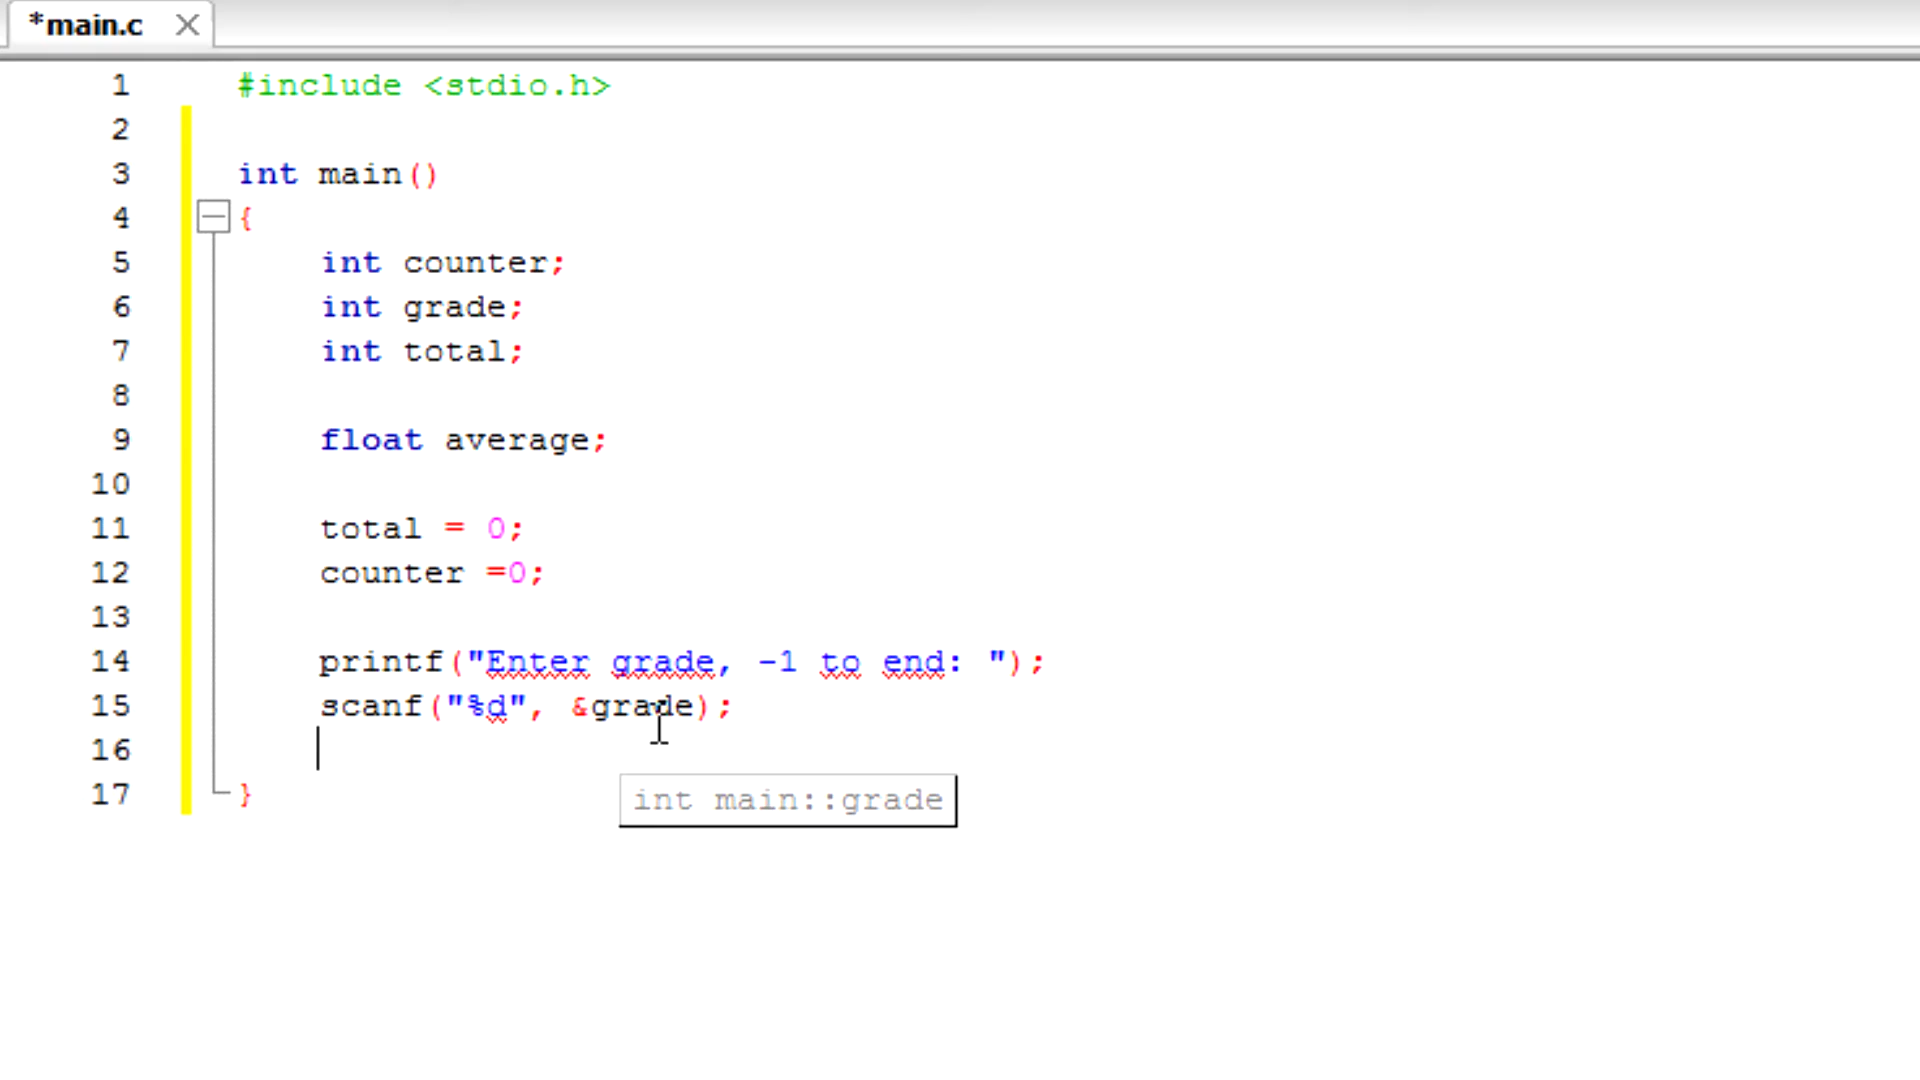 *main.c
1 #include <stdio.h>
2
3 int main()
4 {
5 int counter;
6 int grade;
7 int total;
8
9 float average;
10
11 total = 0;
12 counter =0;
13
14 printf("Enter grade, -1 to end: ");
15 scanf("%d", &grade);
16
17 }
int main::grade